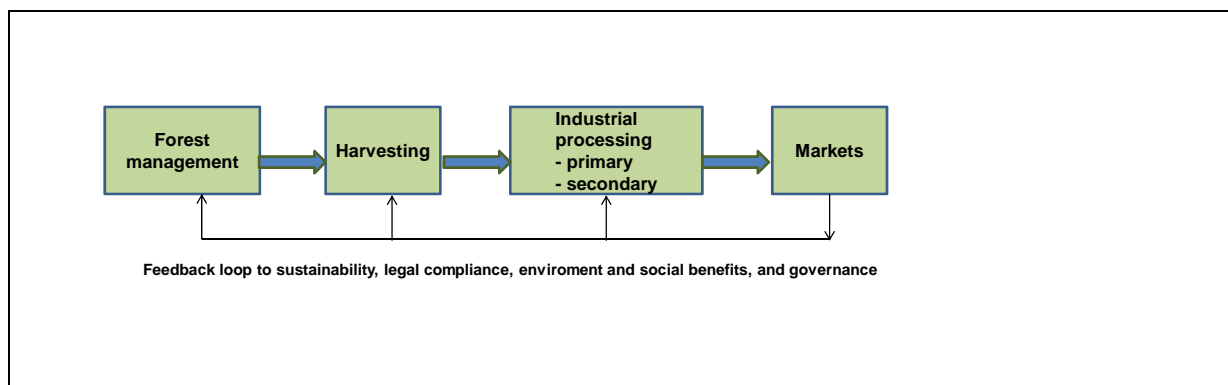 Forest
management
Harvesting
Industrial
processing
- primary
- secondary
Markets
Feedback loop to sustainability, legal compliance, enviroment and social benefits, and governance